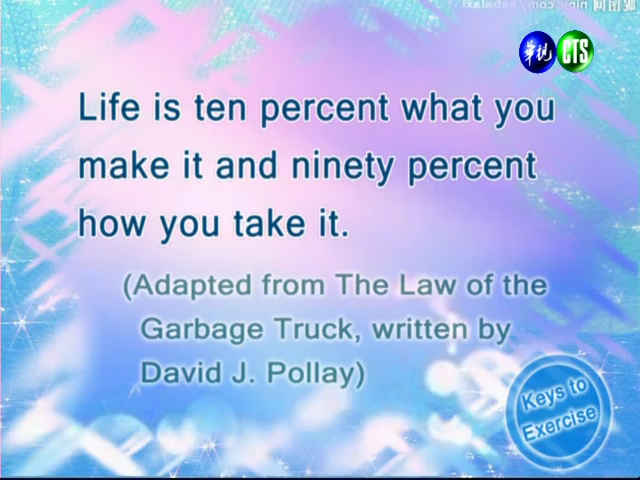 華視 CTS
Life is ten percent what you
make it and ninety percent
how you take it.
(Adapted from The Law of the
Garbage Truck, written by
David J. Pollay)
Keys to
Exercise